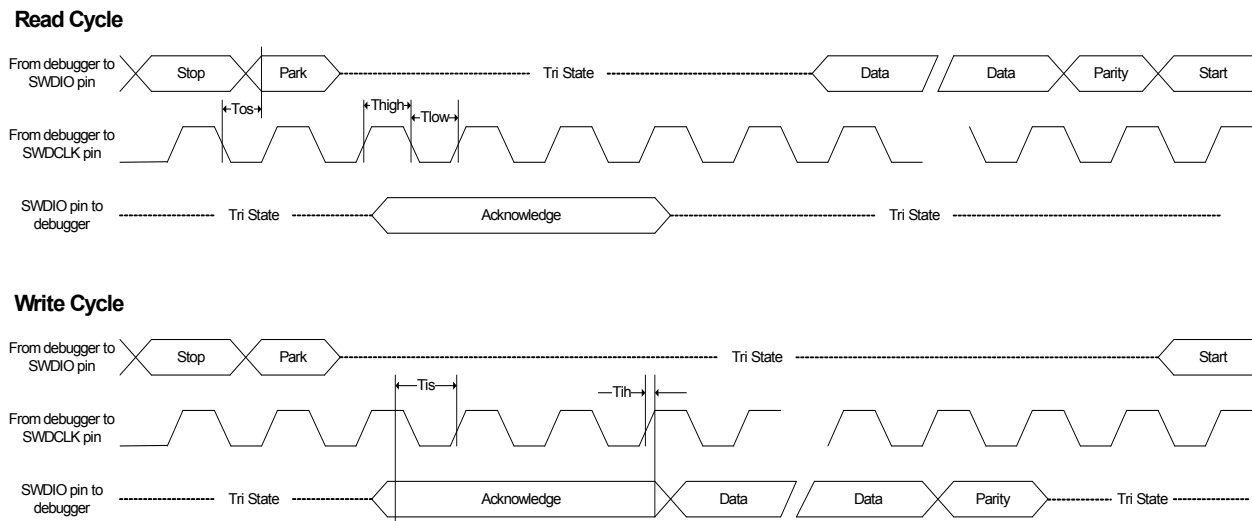 Read Cycle
From debugger to
SWDIO pin
Stop
Park
Tri State
Data
Data
Parity
Start
Tos
Thigh
Tlow
From debugger to
SWDCLK pin
SWDIO pin to
debugger
Tri State
Acknowledge
Tri State
Write Cycle
From debugger to
SWDIO pin
Stop
Park
Tri State
Start
Tis
Tih
From debugger to
SWDCLK pin
SWDIO pin to
debugger
Tri State
Acknowledge
Data
Data
Parity
Tri State